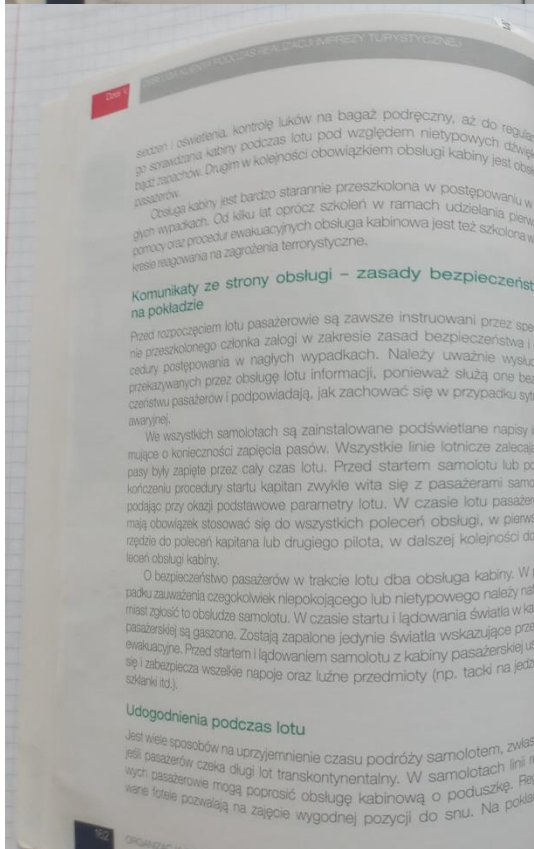 Część V
OBSŁUGA KLIENTA PODCZAS REALIZACJI IMPREZY TURYSTYCZNEJ
siedzeń i oświetlenia, kontrolę luków na bagaż podręczny, aż do
go sprawdzania kabiny podczas lotu pod względem nietypowych
bądź zapachów. Drugim w kolejności obowiązkiem obsługi kabiny jest
pasażerów.
Obsługa kabiny jest bardzo starannie przeszkolona w postępowaniu w
głych wypadkach. Od kilku lat oprócz szkoleń w ramach udzielania
pomocy oraz procedur ewakuacyjnych obsługa kabinowa jest też szkolona w
kresie reagowania na zagrożenia terrorystyczne.
Komunikaty ze strony obsługi – zasady bezpieczeńst
na pokładzie
Przed rozpoczęciem lotu pasażerowie są zawsze instruowani przez spe
nie przeszkolonego członka załogi w zakresie zasad bezpieczeństwa i
cedury postępowania w nagłych wypadkach. Należy uważnie wysłuc
przekazywanych przez obsługę lotu informacji, ponieważ służą one bez
czeństwu pasażerów i podpowiadają, jak zachować się w przypadku syt
awaryjnej.
We wszystkich samolotach są zainstalowane podświetlane napisy i
mujące o konieczności zapięcia pasów. Wszystkie linie lotnicze zalecają
pasy były zapięte przez cały czas lotu. Przed startem samolotu lub po
kończeniu procedury startu kapitan zwykle wita się z pasażerami samo
podając przy okazji podstawowe parametry lotu. W czasie lotu pasażer
mają obowiązek stosować się do wszystkich poleceń obsługi, w pierws
rzędzie do poleceń kapitana lub drugiego pilota, w dalszej kolejności do
leceń obsługi kabiny.
O bezpieczeństwo pasażerów w trakcie lotu dba obsługa kabiny. W
padku zauważenia czegokolwiek niepokojącego lub nietypowego należy nat
miast zgłosić to obsłudze samolotu. W czasie startu i lądowania światła w ka
pasażerskiej są gaszone. Zostają zapalone jedynie światła wskazujące
ewakuacyjne. Przed startem i lądowaniem samolotu z kabiny pasażerskiej
się i zabezpiecza wszelkie napoje oraz luźne przedmioty (np. tacki na jedz
szklanki itd.).
Udogodnienia podczas lotu
Jest wiele sposobów na uprzyjemnienie czasu podróży samolotem, zwłas
jeśli pasażerów czeka długi lot transkontynentalny. W samolotach linii
wych pasażerowie mogą poprosić obsługę kabinową o poduszkę. Re
wane fotele pozwalają na zajęcie wygodnej pozycji do snu. Na pokła
162